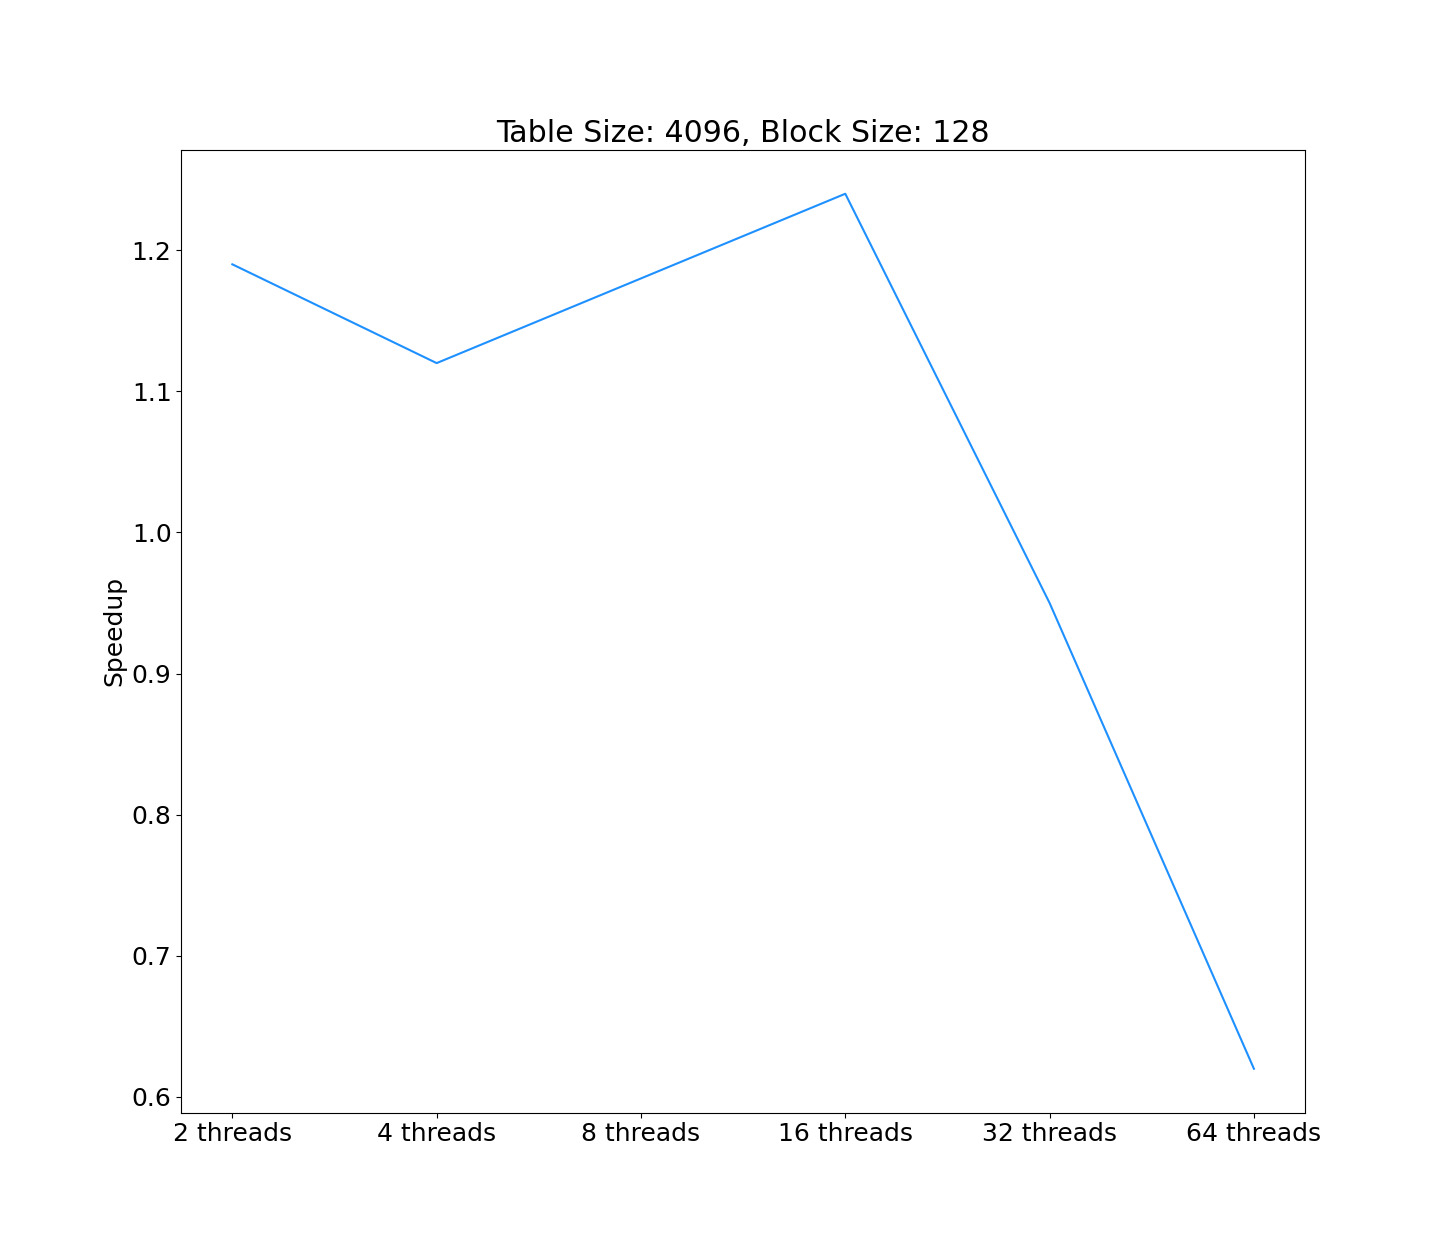 Table Size: 4096, Block Size: 128
Speedup
1.2
1.1
1.0
0.9
0.8
0.7
0.6
2 threads
4 threads
8 threads
16 threads
32 threads
64 threads